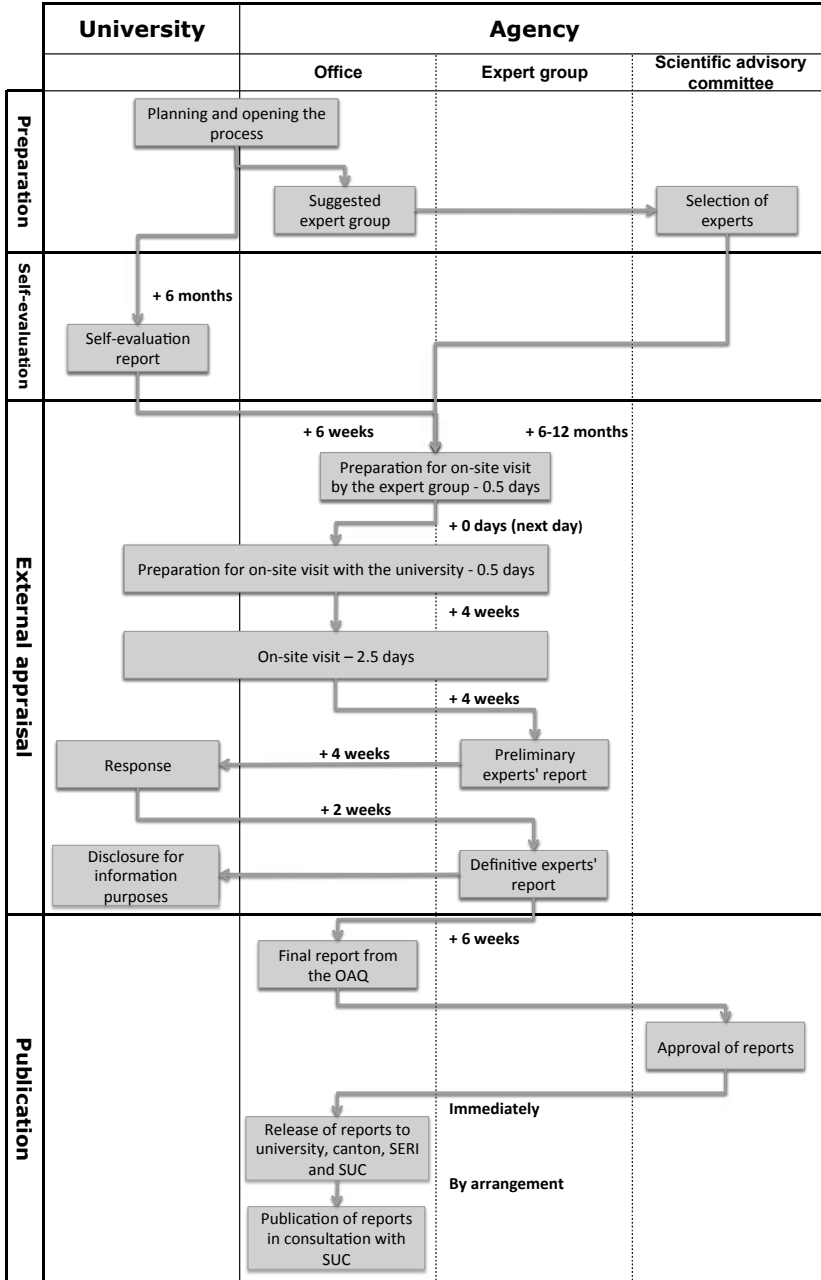 University
Agency
Office
Expert group
Scientific advisory
committee
Preparation
Planning and opening the
process
Suggested
expert group
Selection of
experts
Self-evaluation
+ 6 months
Self-evaluation
report
External appraisal
+ 6 weeks
+ 6-12 months
Preparation for on-site visit
by the expert group - 0.5 days
+ 0 days (next day)
Preparation for on-site visit with the university - 0.5 days
+ 4 weeks
On-site visit – 2.5 days
+ 4 weeks
Response
+ 4 weeks
Preliminary
experts' report
+ 2 weeks
Disclosure for
information
purposes
Definitive experts'
report
Publication
+ 6 weeks
Final report from
the OAQ
Approval of reports
Immediately
Release of reports to
university, canton, SERI
and SUC
By arrangement
Publication of reports
in consultation with
SUC